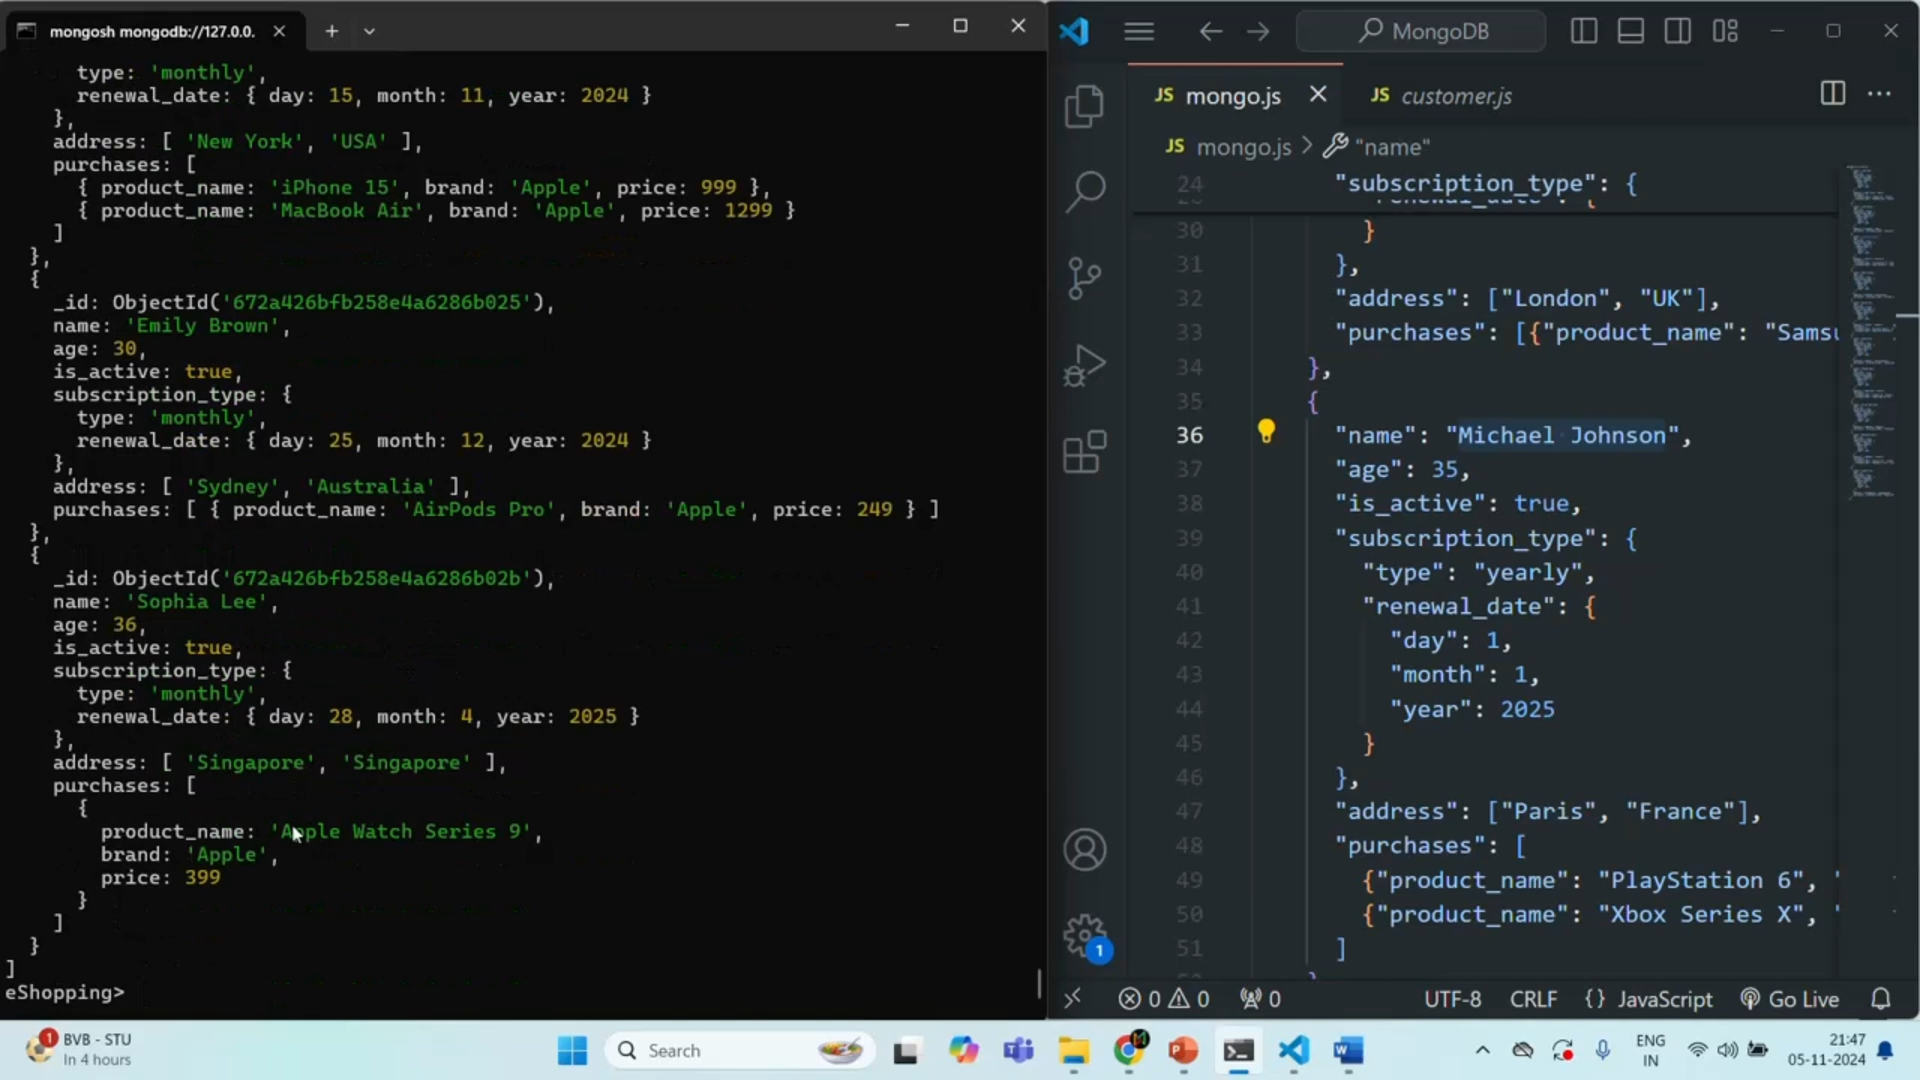 mongosh mongodb://127.0.0.
type: 'monthly',
renewal_date: { day: 15, month: 11, year: 2024 }
},
address: [ 'New York', 'USA' ],
purchases: [
{ product_name: 'iPhone 15', brand: 'Apple', price: 999 },
{ product_name: 'MacBook Air', brand: 'Apple', price: 1299 }
]
},
{
_id: ObjectId('672a426bfb258e4a6286b025'),
name: 'Emily Brown',
age: 30,
is_active: true,
subscription_type: {
type: 'monthly',
renewal_date: { day: 25, month: 12, year: 2024 }
},
address: [ 'Sydney', 'Australia' ],
purchases: [ { product_name: 'AirPods Pro', brand: 'Apple', price: 249 } ]
},
{
_id: ObjectId('672a426bfb258e4a6286b02b'),
name: 'Sophia Lee',
age: 36,
is_active: true,
subscription_type: {
type: 'monthly',
renewal_date: { day: 28, month: 4, year: 2025 }
},
address: [ 'Singapore', 'Singapore' ],
purchases: [
{
product_name: 'Apple Watch Series 9',
brand: 'Apple',
price: 399
}
]
}
]
eShopping>
MongoDB
JS mongo.js
JS customer.js
JS mongo.js > "name"
24 "subscription_type": {
30 }
31 },
32 "address": ["London", "UK"],
33 "purchases": [{"product_name": "Samsu
34 },
35 {
36 "name": "Michael Johnson",
37 "age": 35,
38 "is_active": true,
39 "subscription_type": {
40 "type": "yearly",
41 "renewal_date": {
42 "day": 1,
43 "month": 1,
44 "year": 2025
45 }
46 },
47 "address": ["Paris", "France"],
48 "purchases": [
49 {"product_name": "PlayStation 6", "
50 {"product_name": "Xbox Series X", "
51 ]
1
0 0 0 UTF-8 CRLF {} JavaScript Go Live
1 BVB - STU
In 4 hours
Search
ENG
IN
21:47
05-11-2024